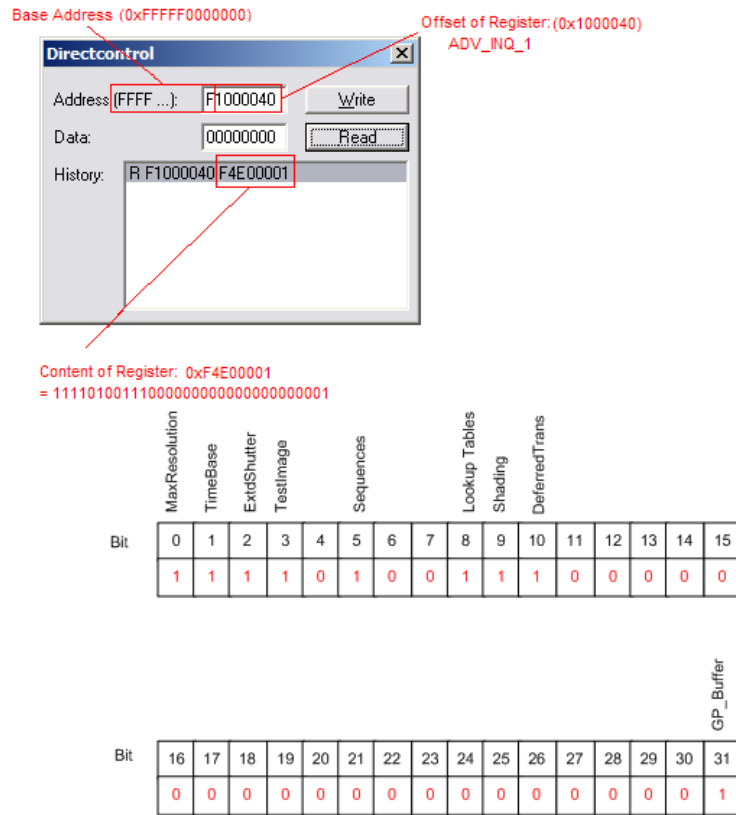 Base Address (0xFFFFF0000000)
Offset of Register: (0x1000040)
ADV_INQ_1
Directcontrol
Address (FFFF ...): F1000040 Write
Data: 00000000 Read
History: R F1000040 F4E00001
Content of Register: 0xF4E00001
= 11110100111000000000000000000001
MaxResolution TimeBase ExtdShutter TestImage Sequences Lookup Tables Shading DeferredTrans
Bit 0 1 2 3 4 5 6 7 8 9 10 11 12 13 14 15
1 1 1 1 0 1 0 0 1 1 1 0 0 0 0 0
GP_Buffer
Bit 16 17 18 19 20 21 22 23 24 25 26 27 28 29 30 31
0 0 0 0 0 0 0 0 0 0 0 0 0 0 0 1